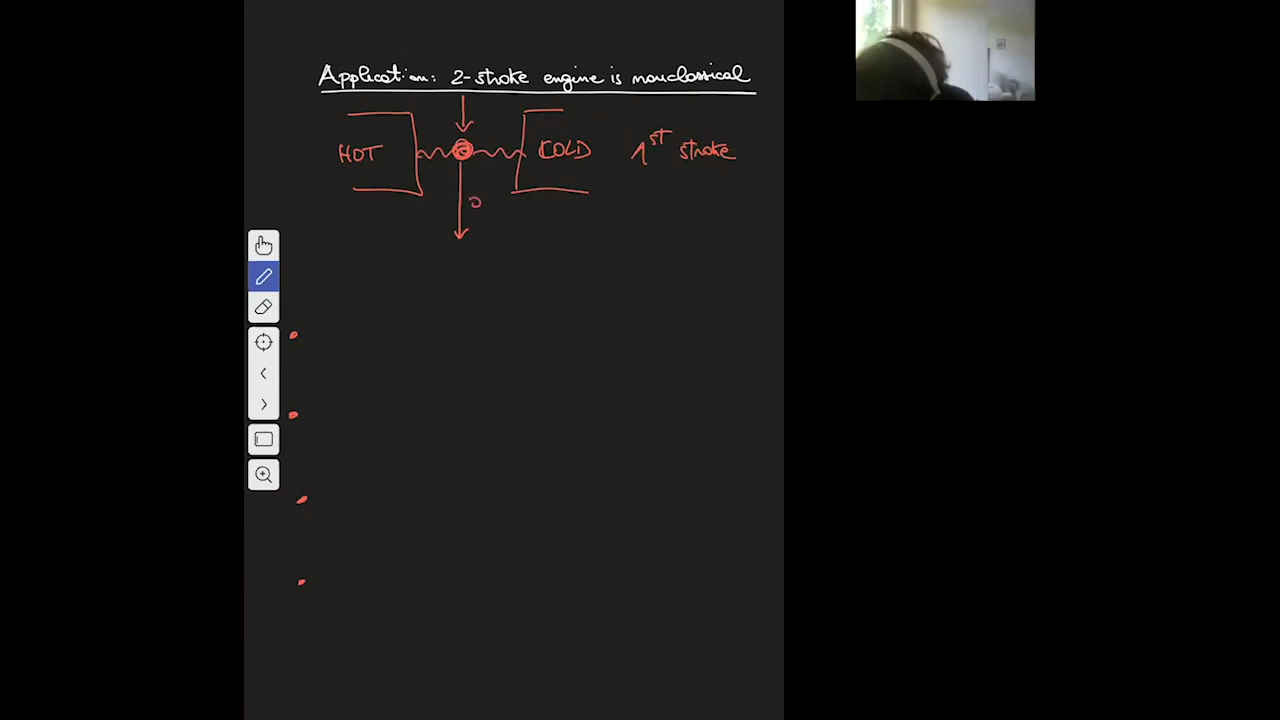 Application: 2-stroke engine is nonclassical
HOT COLD 1st stroke